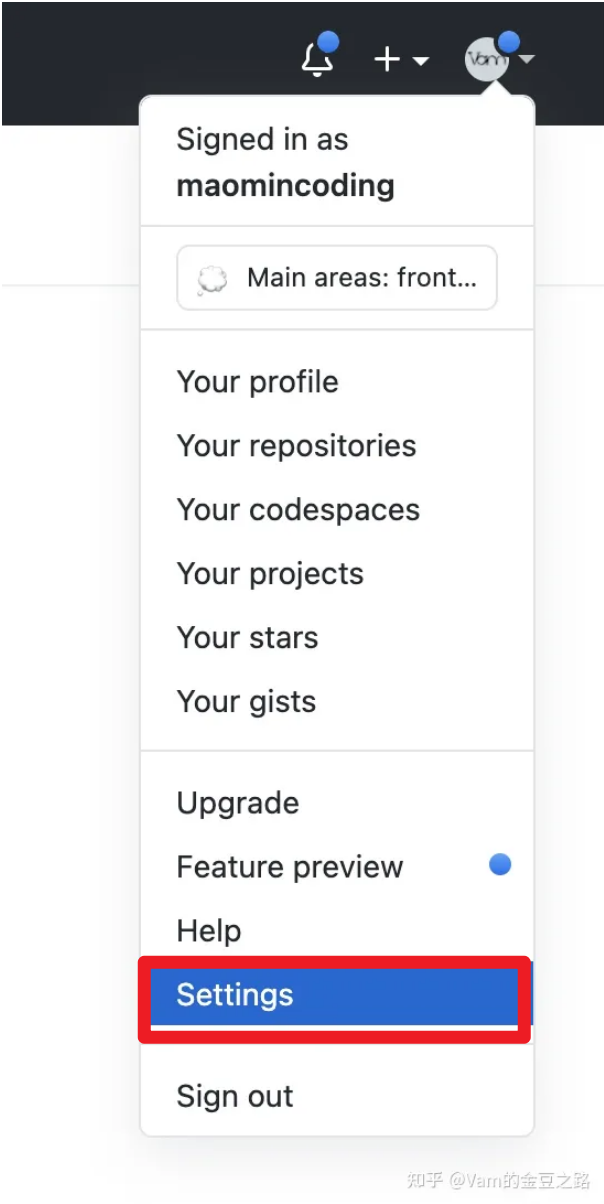 Vam
Signed in as
maomincoding
Main areas: front...
Your profile
Your repositories
Your codespaces
Your projects
Your stars
Your gists
Upgrade
Feature preview
Help
Settings
Sign out
知乎 @Vam的金豆之路